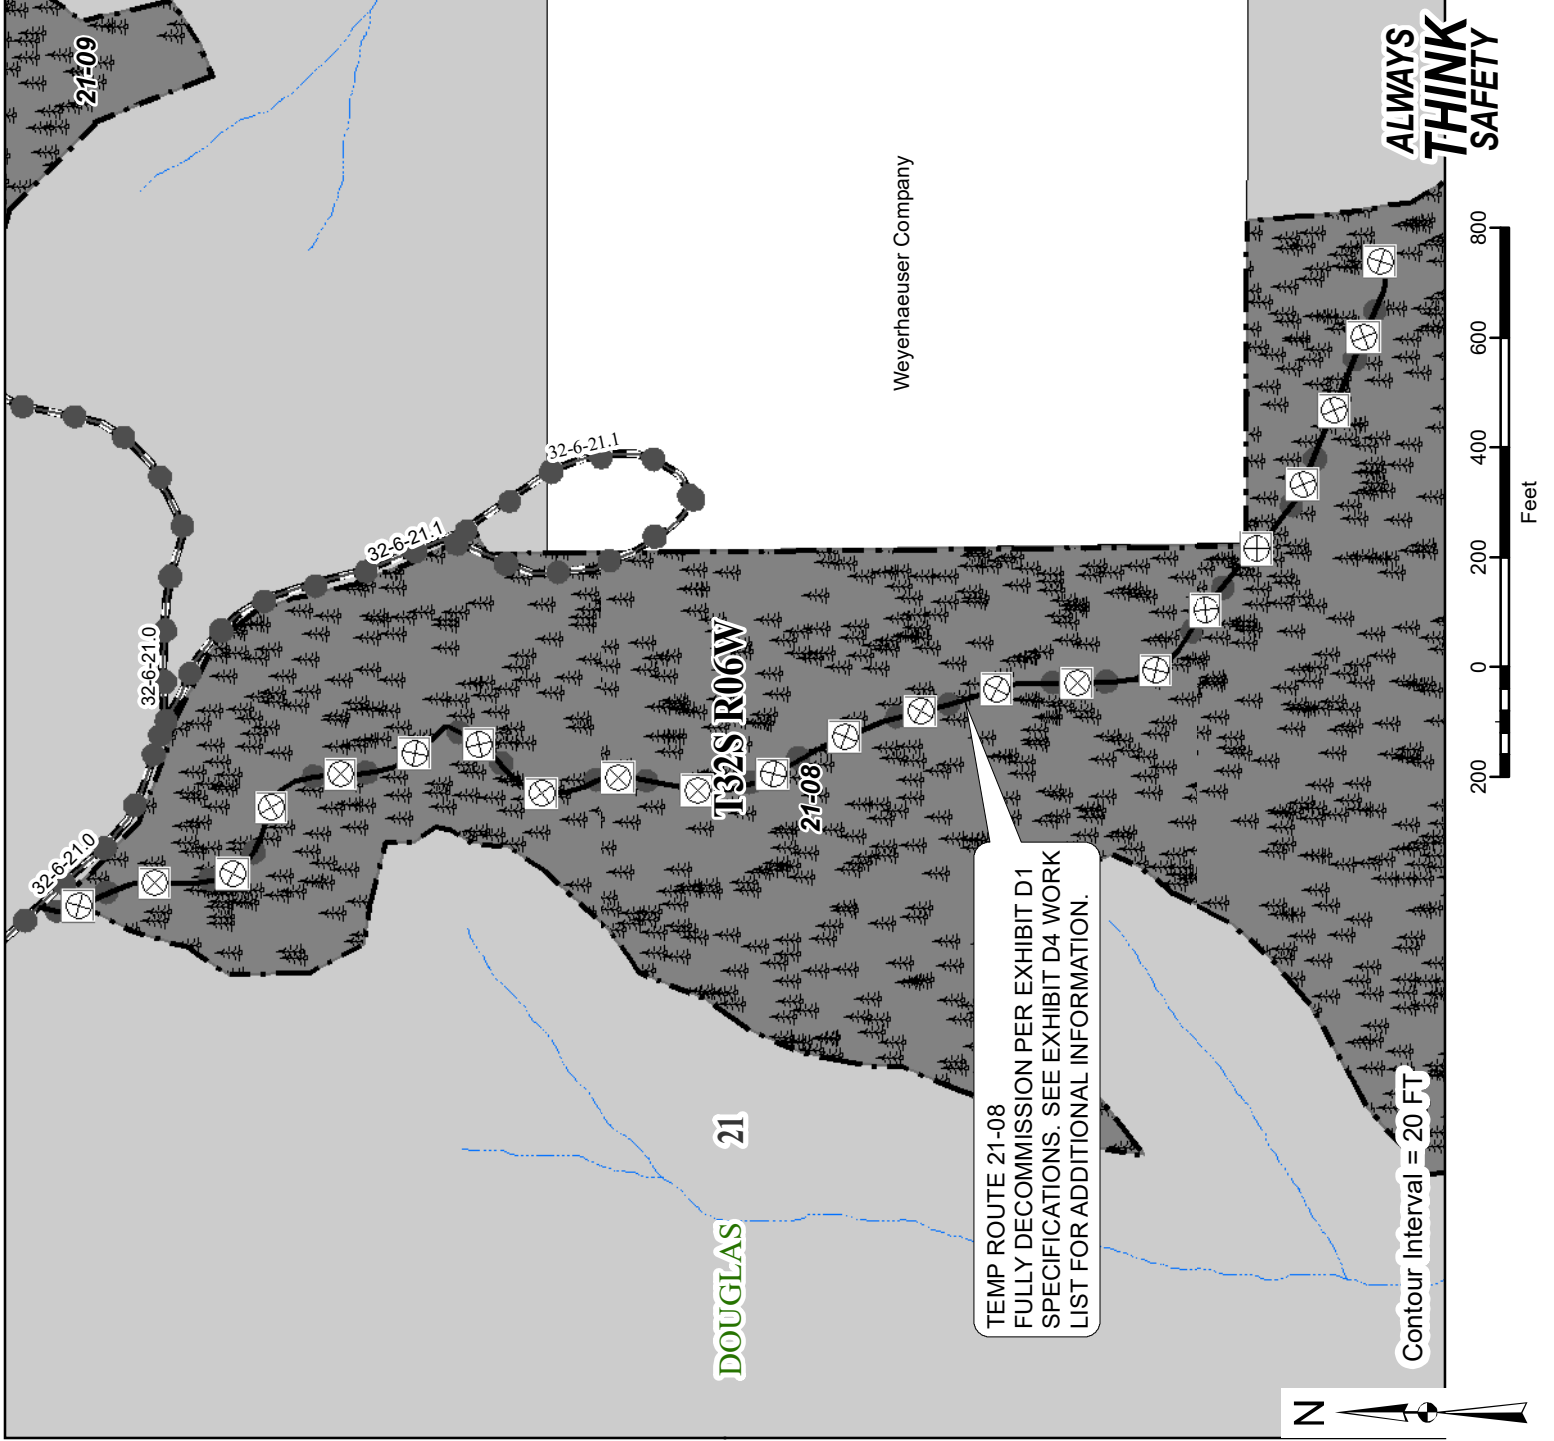 21-09
32-6-21.0
32-6-21.0
32-6-21.1
32-6-21.1
Weyerhaeuser Company
T32S R06W
21-08
21
DOUGLAS
TEMP ROUTE 21-08
FULLY DECOMMISSION PER EXHIBIT D1
SPECIFICATIONS. SEE EXHIBIT D4 WORK
LIST FOR ADDITIONAL INFORMATION.
Contour Interval = 20 FT
N
200 0 200 400 600 800
Feet
ALWAYS
THINK
SAFETY